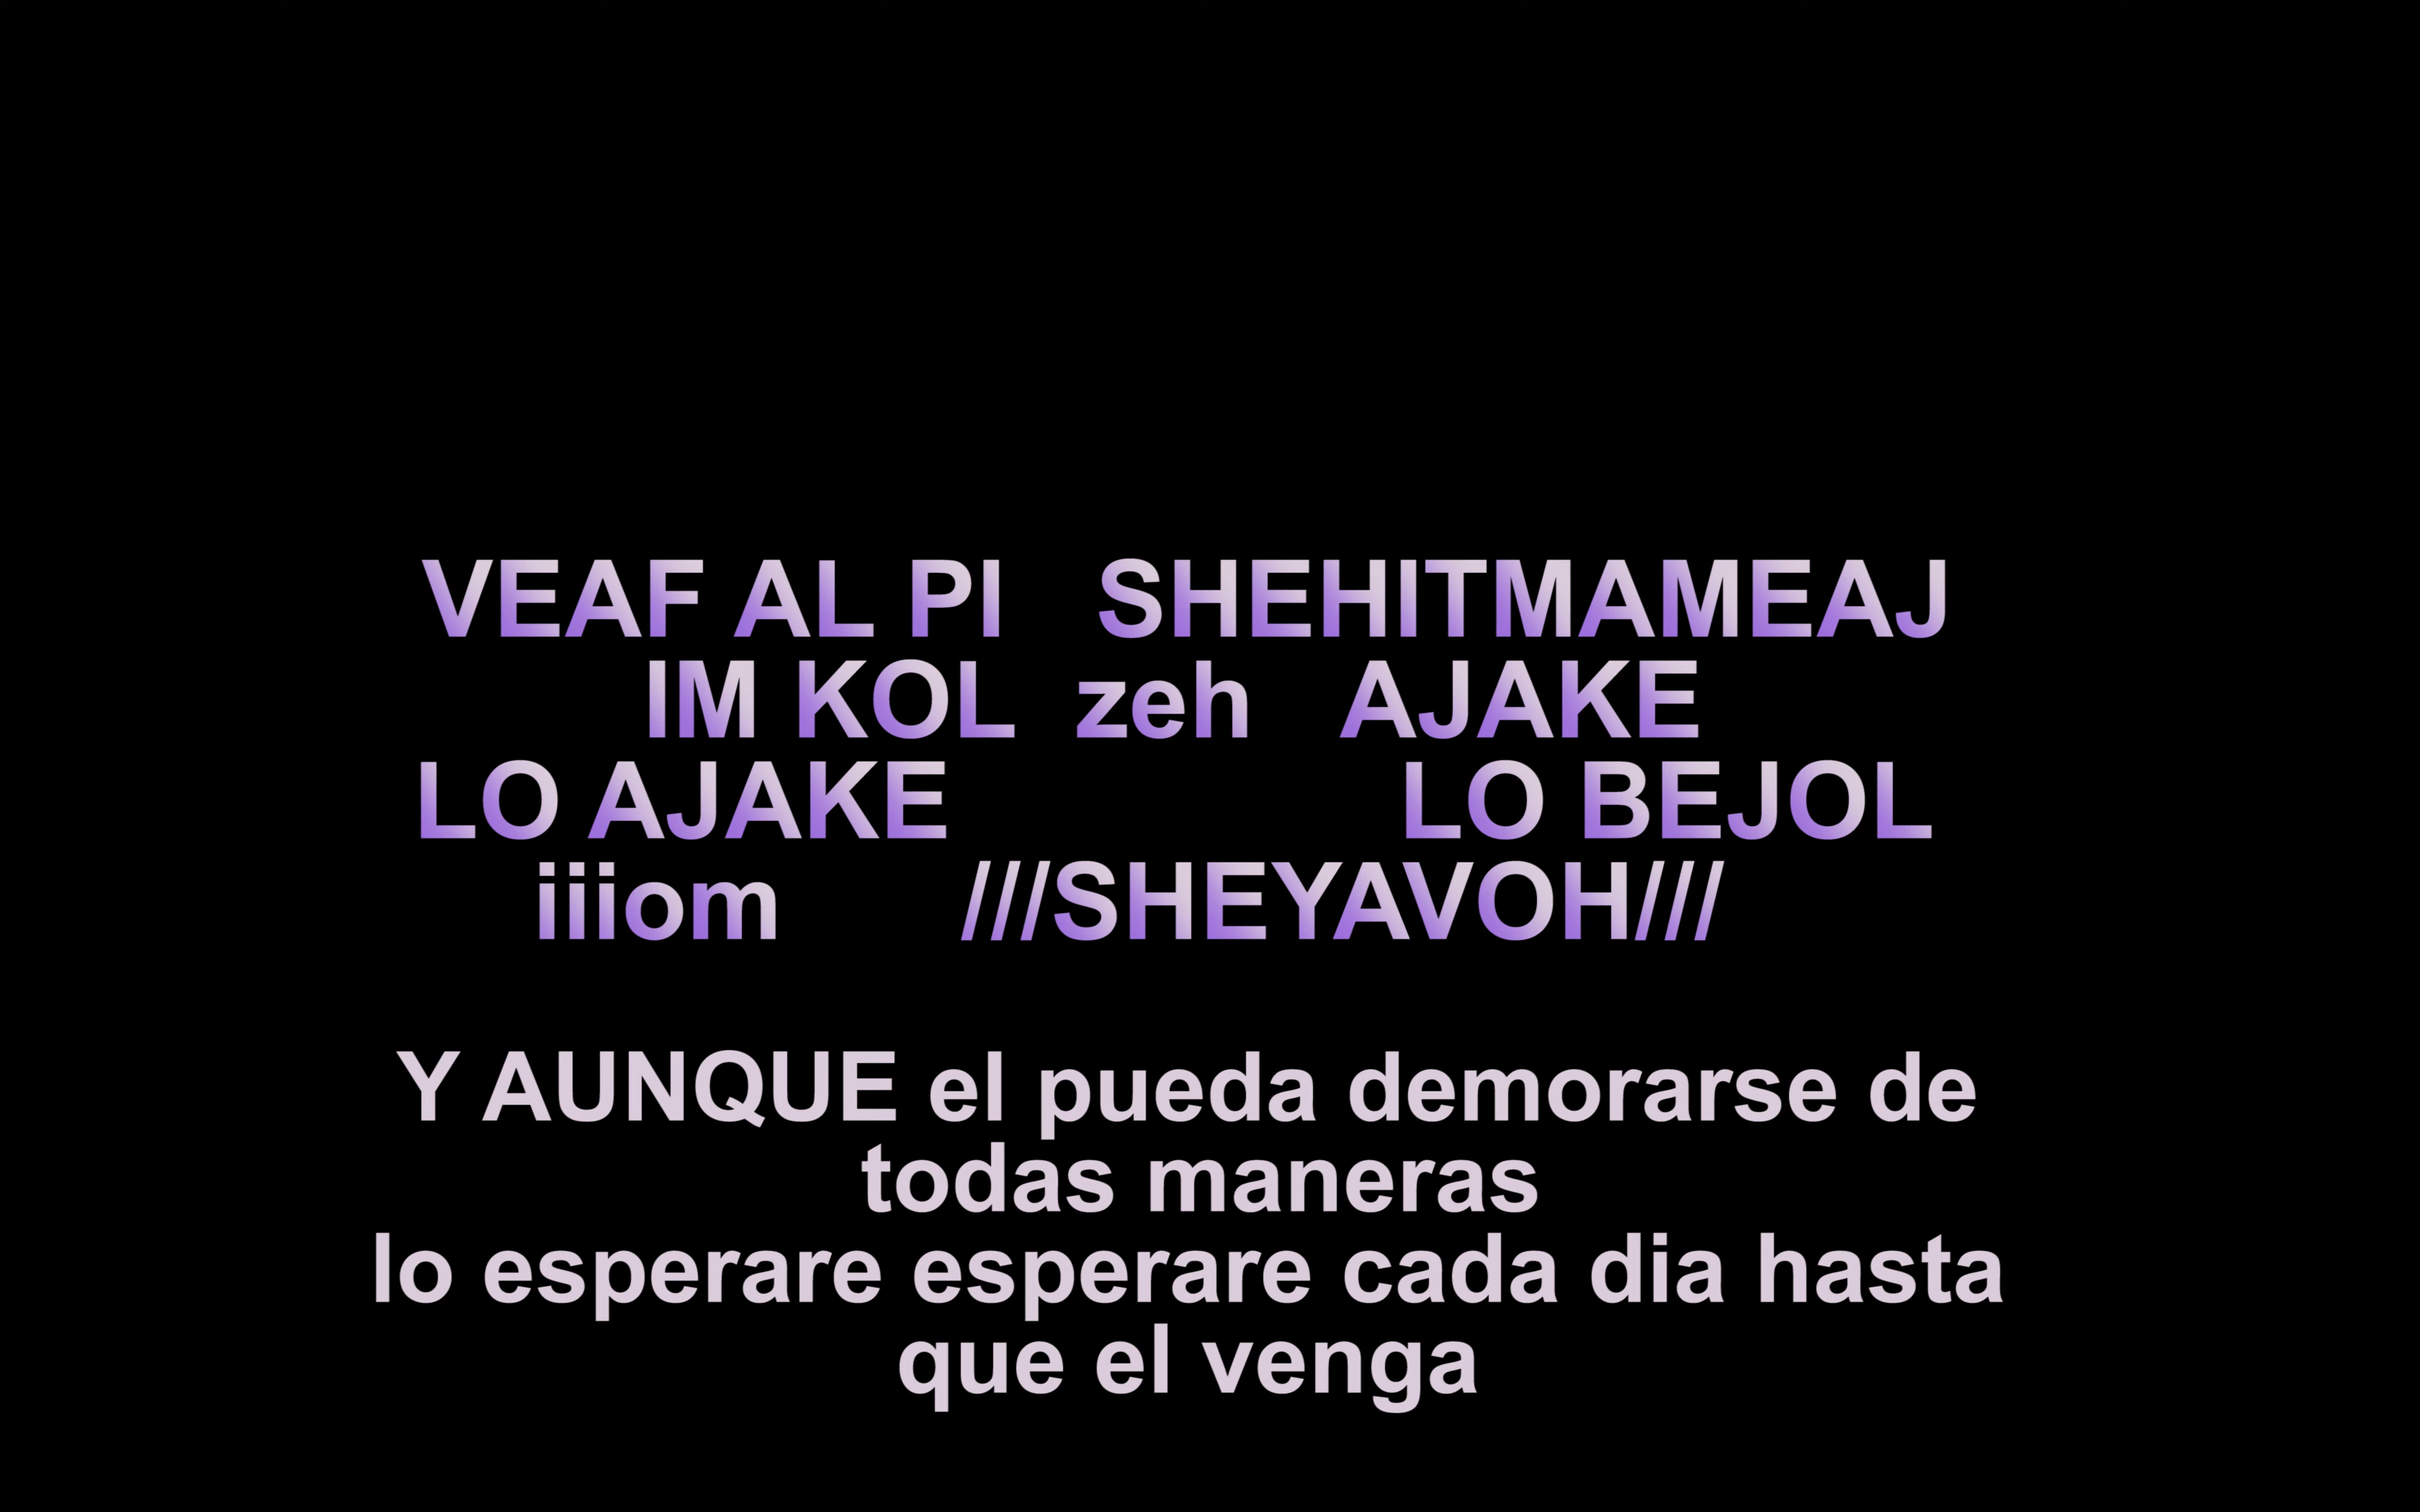 VEAF AL PI SHEHITMAMEAJ
IM KOL zeh AJAKE
LO AJAKE LO BEJOL
iiiom ///SHEYAVOH///
Y AUNQUE el pueda demorarse de
todas maneras
lo esperare esperare cada dia hasta
que el venga